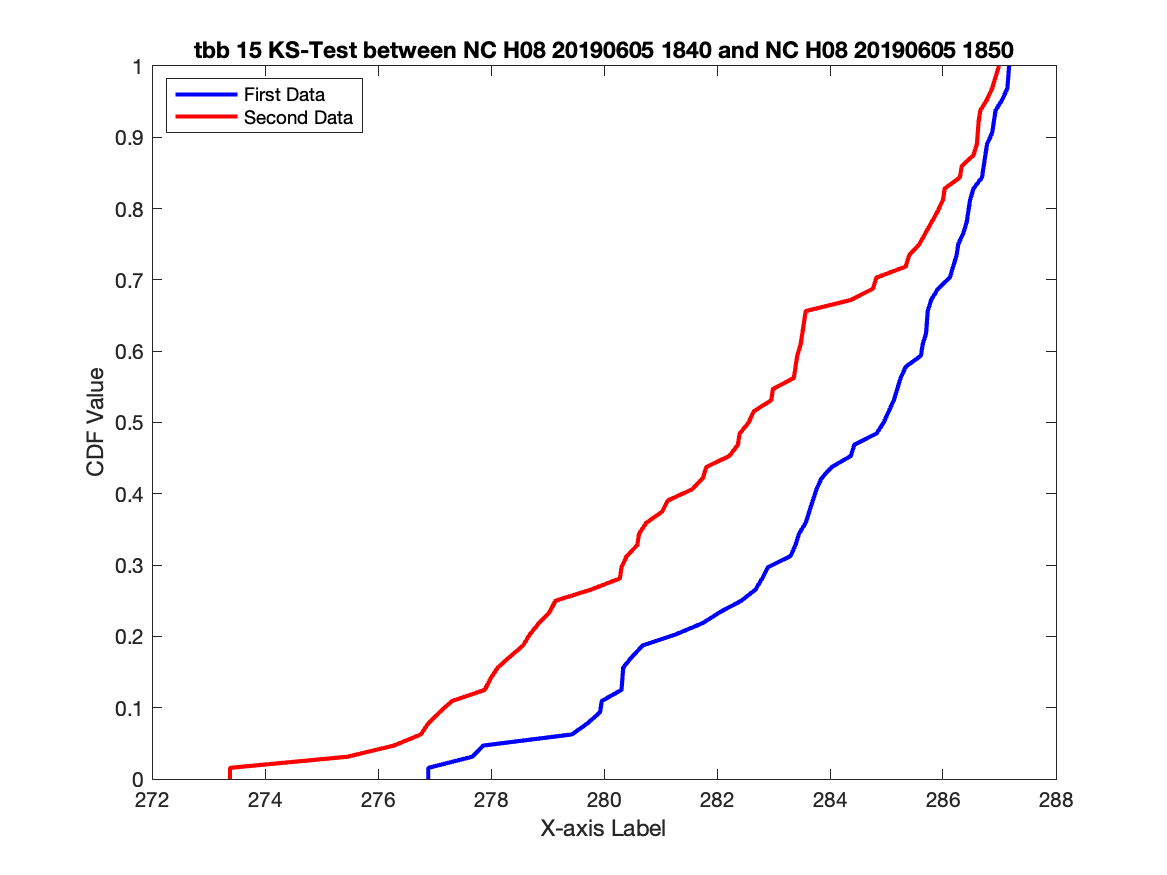 tbb 15 KS-Test between NC H08 20190605 1840 and NC H08 20190605 1850
First Data
Second Data
1
0.9
0.8
0.7
0.6
0.5
0.4
0.3
0.2
0.1
0
CDF Value
272 274 276 278 280 282 284 286 288
X-axis Label